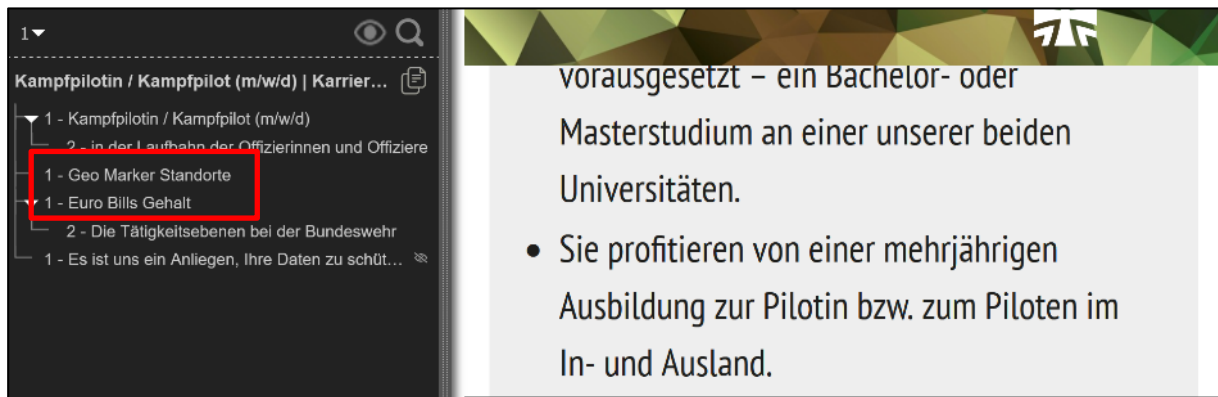 1
Kampfpilotin / Kampfpilot (m/w/d) | Karrier...
1 - Kampfpilotin / Kampfpilot (m/w/d)
2 - in der Laufbahn der Offizierinnen und Offiziere
1 - Geo Marker Standorte
1 - Euro Bills Gehalt
2 - Die Tätigkeitsebenen bei der Bundeswehr
1 - Es ist uns ein Anliegen, Ihre Daten zu schüt...
vorausgesetzt – ein Bachelor- oder
Masterstudium an einer unserer beiden
Universitäten.
• Sie profitieren von einer mehrjährigen
Ausbildung zur Pilotin bzw. zum Piloten im
In- und Ausland.